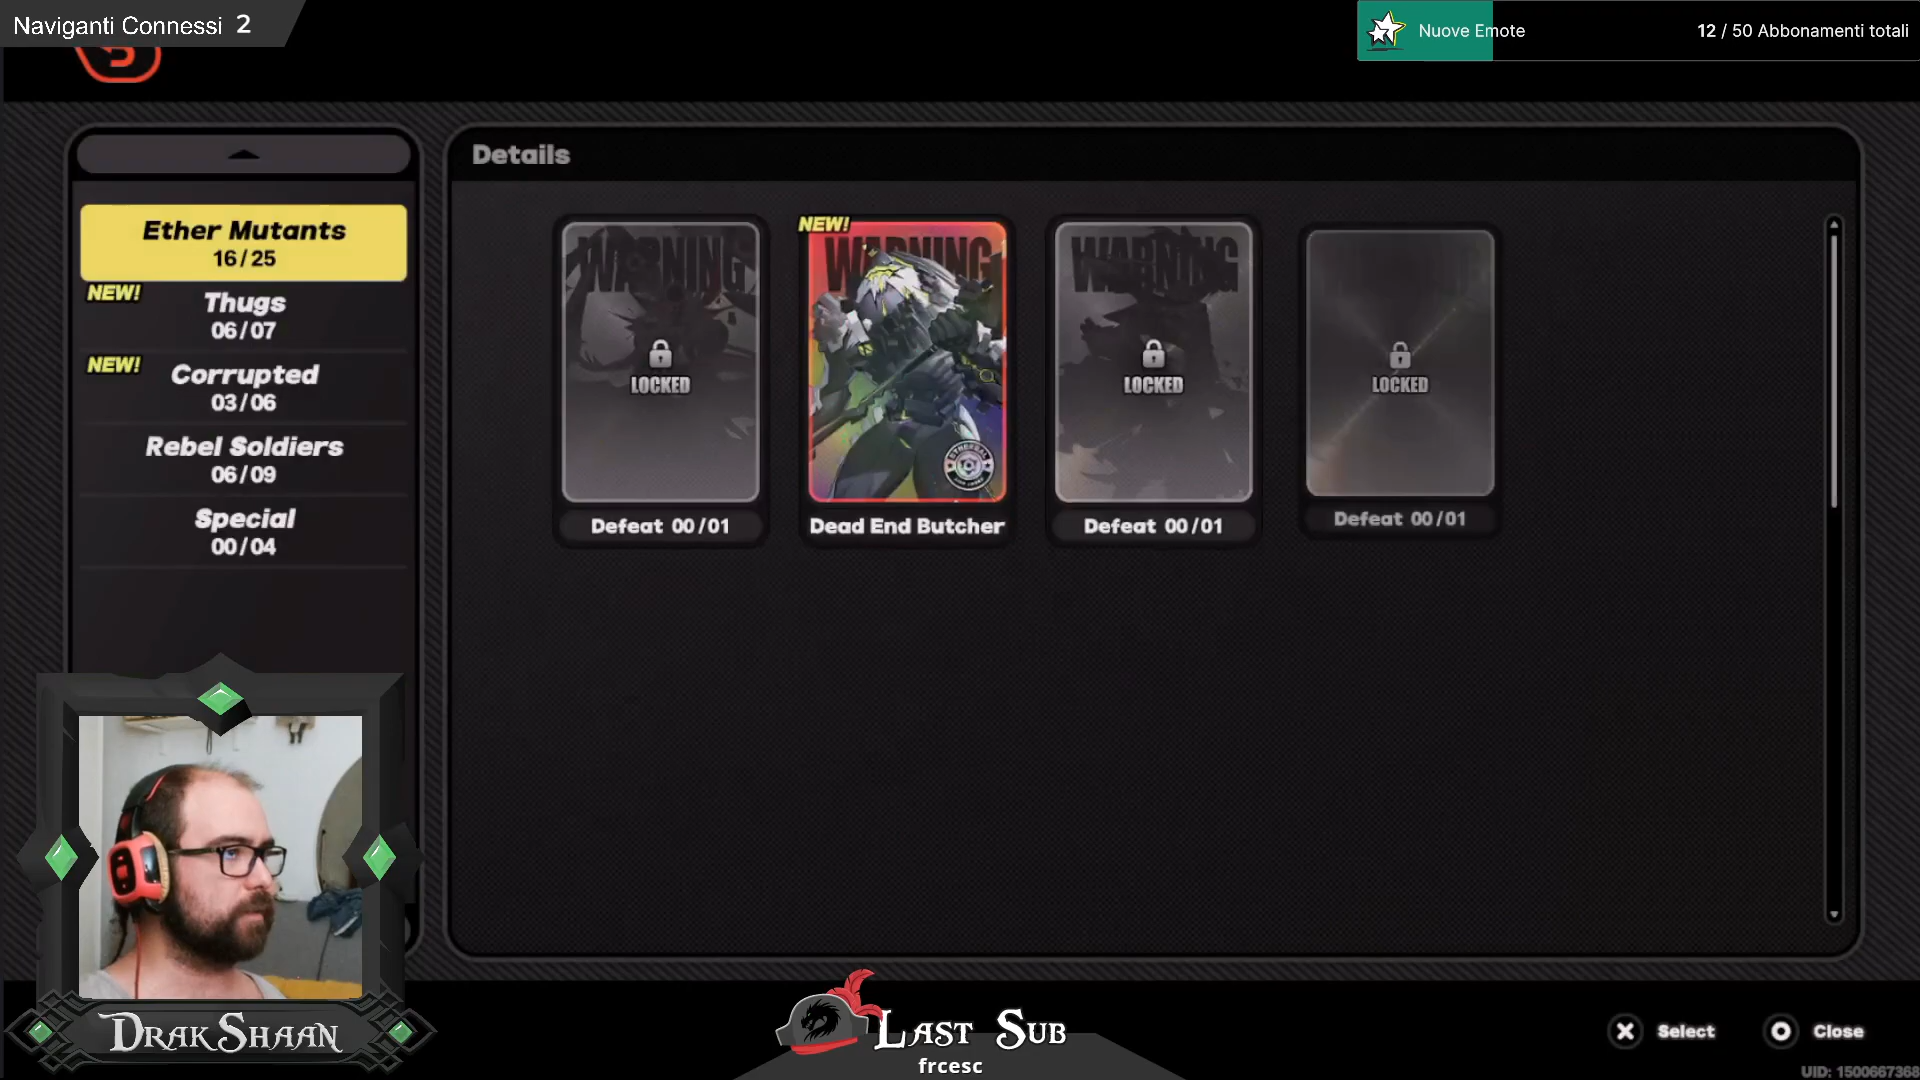 Naviganti Connessi 2
Nuove Emote
12 / 50 Abbonamenti totali
Details
Ether Mutants
16/25
NEW!
Thugs
06/07
NEW!
Corrupted
03/06
Rebel Soldiers
06/09
Special
00/04
WARNING
LOCKED
Defeat 00/01
NEW!
WARNING
Dead End Butcher
WARNING
LOCKED
Defeat 00/01
LOCKED
Defeat 00/01
DrakShaan
Last Sub
frcesc
Select
Close
UID: 1500667368